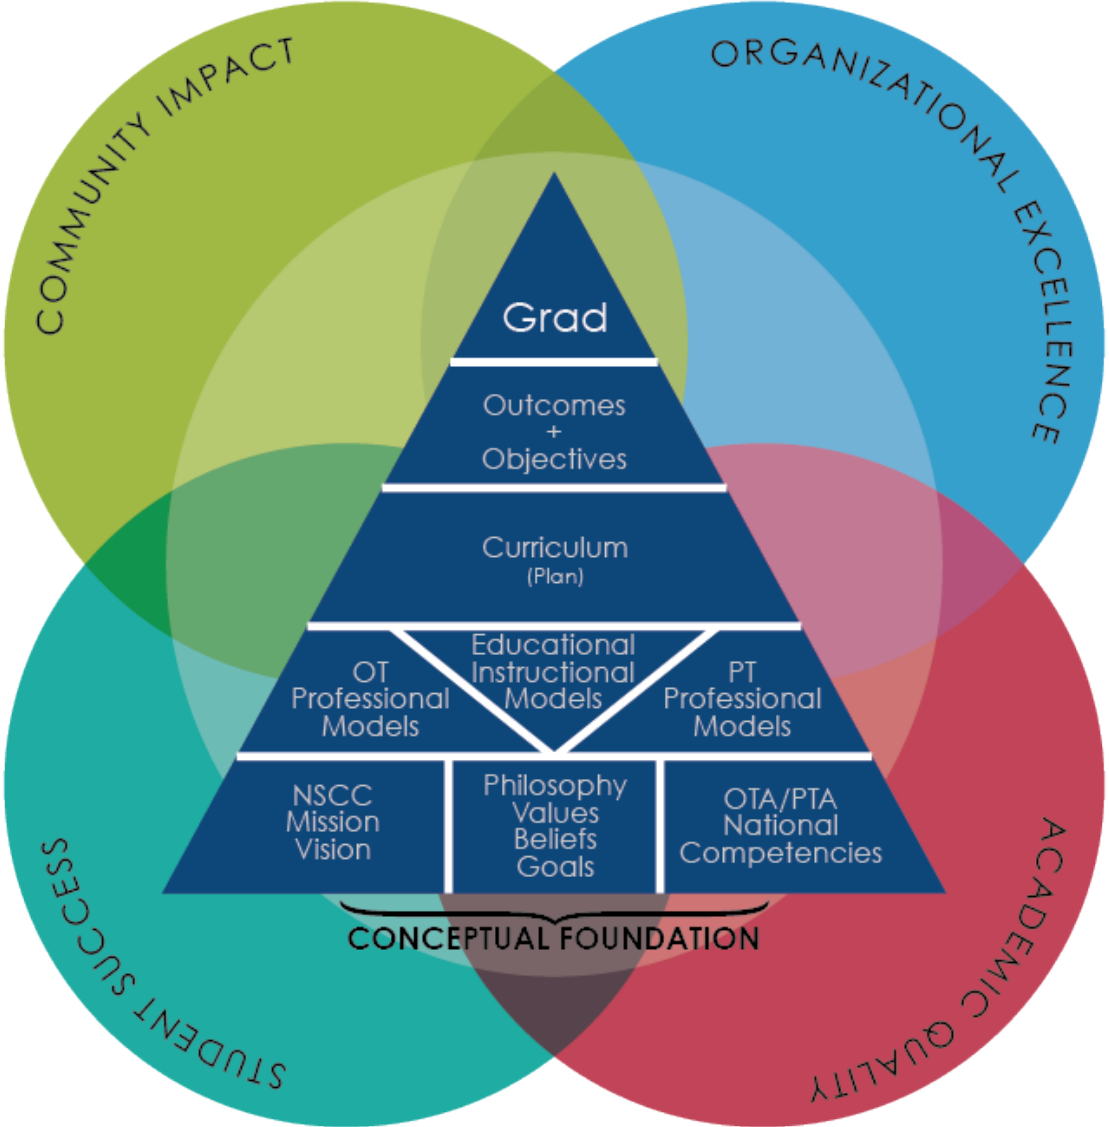 COMMUNITY IMPACT
ORGANIZATIONAL EXCELLENCE
Grad
Outcomes
+
Objectives
Curriculum
(Plan)
OT
Professional
Models
Educational
Instructional
Models
PT
Professional
Models
NSCC
Mission
Vision
Philosophy
Values
Beliefs
Goals
OTA/PTA
National
Competencies
CONCEPTUAL FOUNDATION
STUDENT SUCCESS
ACADEMIC QUALITY